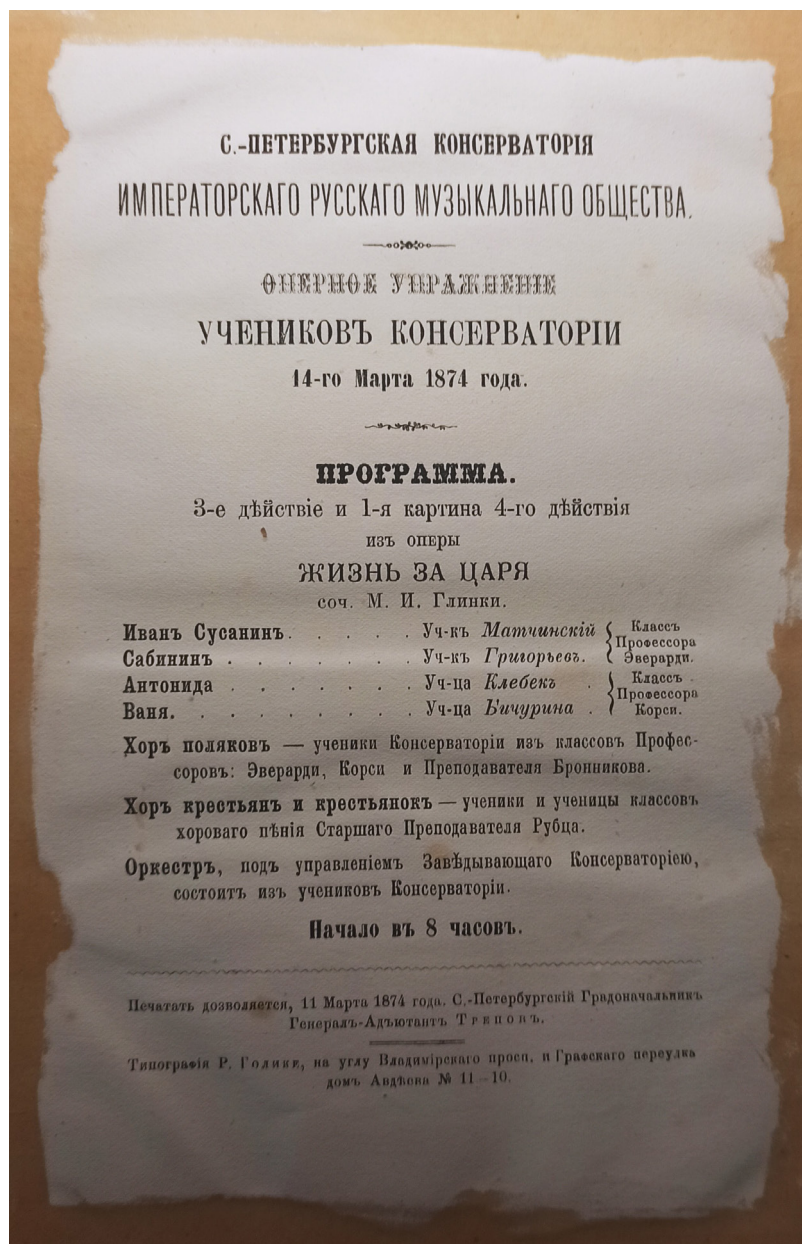 С.-ПЕТЕРБУРГСКАЯ КОНСЕРВАТОРІЯ
ИМПЕРАТОРСКАГО РУССКАГО МУЗЫКАЛЬНАГО ОБЩЕСТВА.
ОПЕРНОЕ УПРАЖНЕНІЕ
УЧЕНИКОВЪ КОНСЕРВАТОРІИ
14-го Марта 1874 года.
ПРОГРАММА.
3-е дѣйствіе и 1-я картина 4-го дѣйствія
изъ оперы
ЖИЗНЬ ЗА ЦАРЯ
соч. М. И. Глинки.
Иванъ Сусанинъ. . . . . . Уч-къ Матчинскій { Классъ
Сабининъ . . . . . . . Уч-къ Григорьевъ. Профессора Эверарди.
Антонида . . . . . . . Уч-ца Клебекъ . { Классъ
Ваня. . . . . . . . . Уч-ца Бичурина . Профессора Корси.
Хоръ поляковъ — ученики Консерваторіи изъ классовъ Профес-
соровъ: Эверарди, Корси и Преподавателя Бронникова.
Хоръ крестьянъ и крестьянокъ — ученики и ученицы классовъ
хороваго пѣнія Старшаго Преподавателя Рубца.
Оркестръ, подъ управленіемъ Завѣдывающаго Консерваторіею,
состоитъ изъ учениковъ Консерваторіи.
Начало въ 8 часовъ.
Печатать дозволяется, 11 Марта 1874 года. С.-Петербургскій Градоначальникъ
Генералъ-Адъютантъ Треповъ.
Типографія Р. Голике, на углу Владимірскаго просп. и Графскаго переулка
домъ Авдѣева № 11—10.